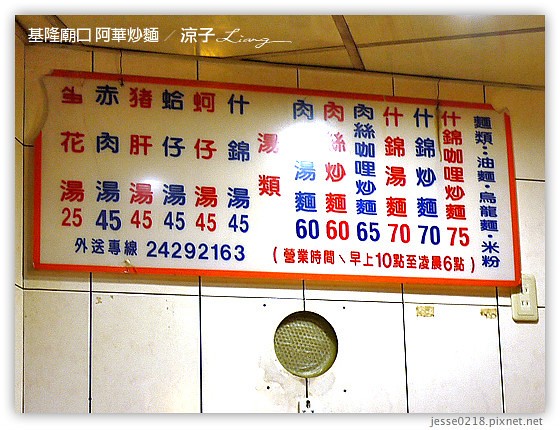 基隆廟口 阿華炒麵 / 涼子 Liang
麵類：油麵・烏龍麵・米粉
什錦咖哩炒麵 75
什錦炒麵 70
什錦湯麵 70
肉絲咖哩炒麵 65
肉絲炒麵 60
肉絲湯麵 60
湯類
什錦湯 45
蚵仔湯 45
蛤仔湯 45
豬肝湯 45
赤肉湯 45
蛋花湯 25
外送專線 24292163
(營業時間\早上10點至凌晨6點)
jesse0218.pixnet.net